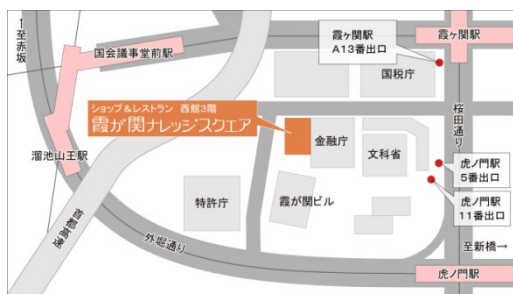 ↑至赤坂
国会議事堂前駅
霞ヶ関駅
A13番出口
霞ヶ関駅
国税庁
桜田通り
ショップ&レストラン 西館3階
霞が関ナレッジスクエア
溜池山王駅
金融庁
文科省
虎ノ門駅
5番出口
特許庁
霞が関ビル
虎ノ門駅
11番出口
首都高速
外堀通り
至新橋→
虎ノ門駅